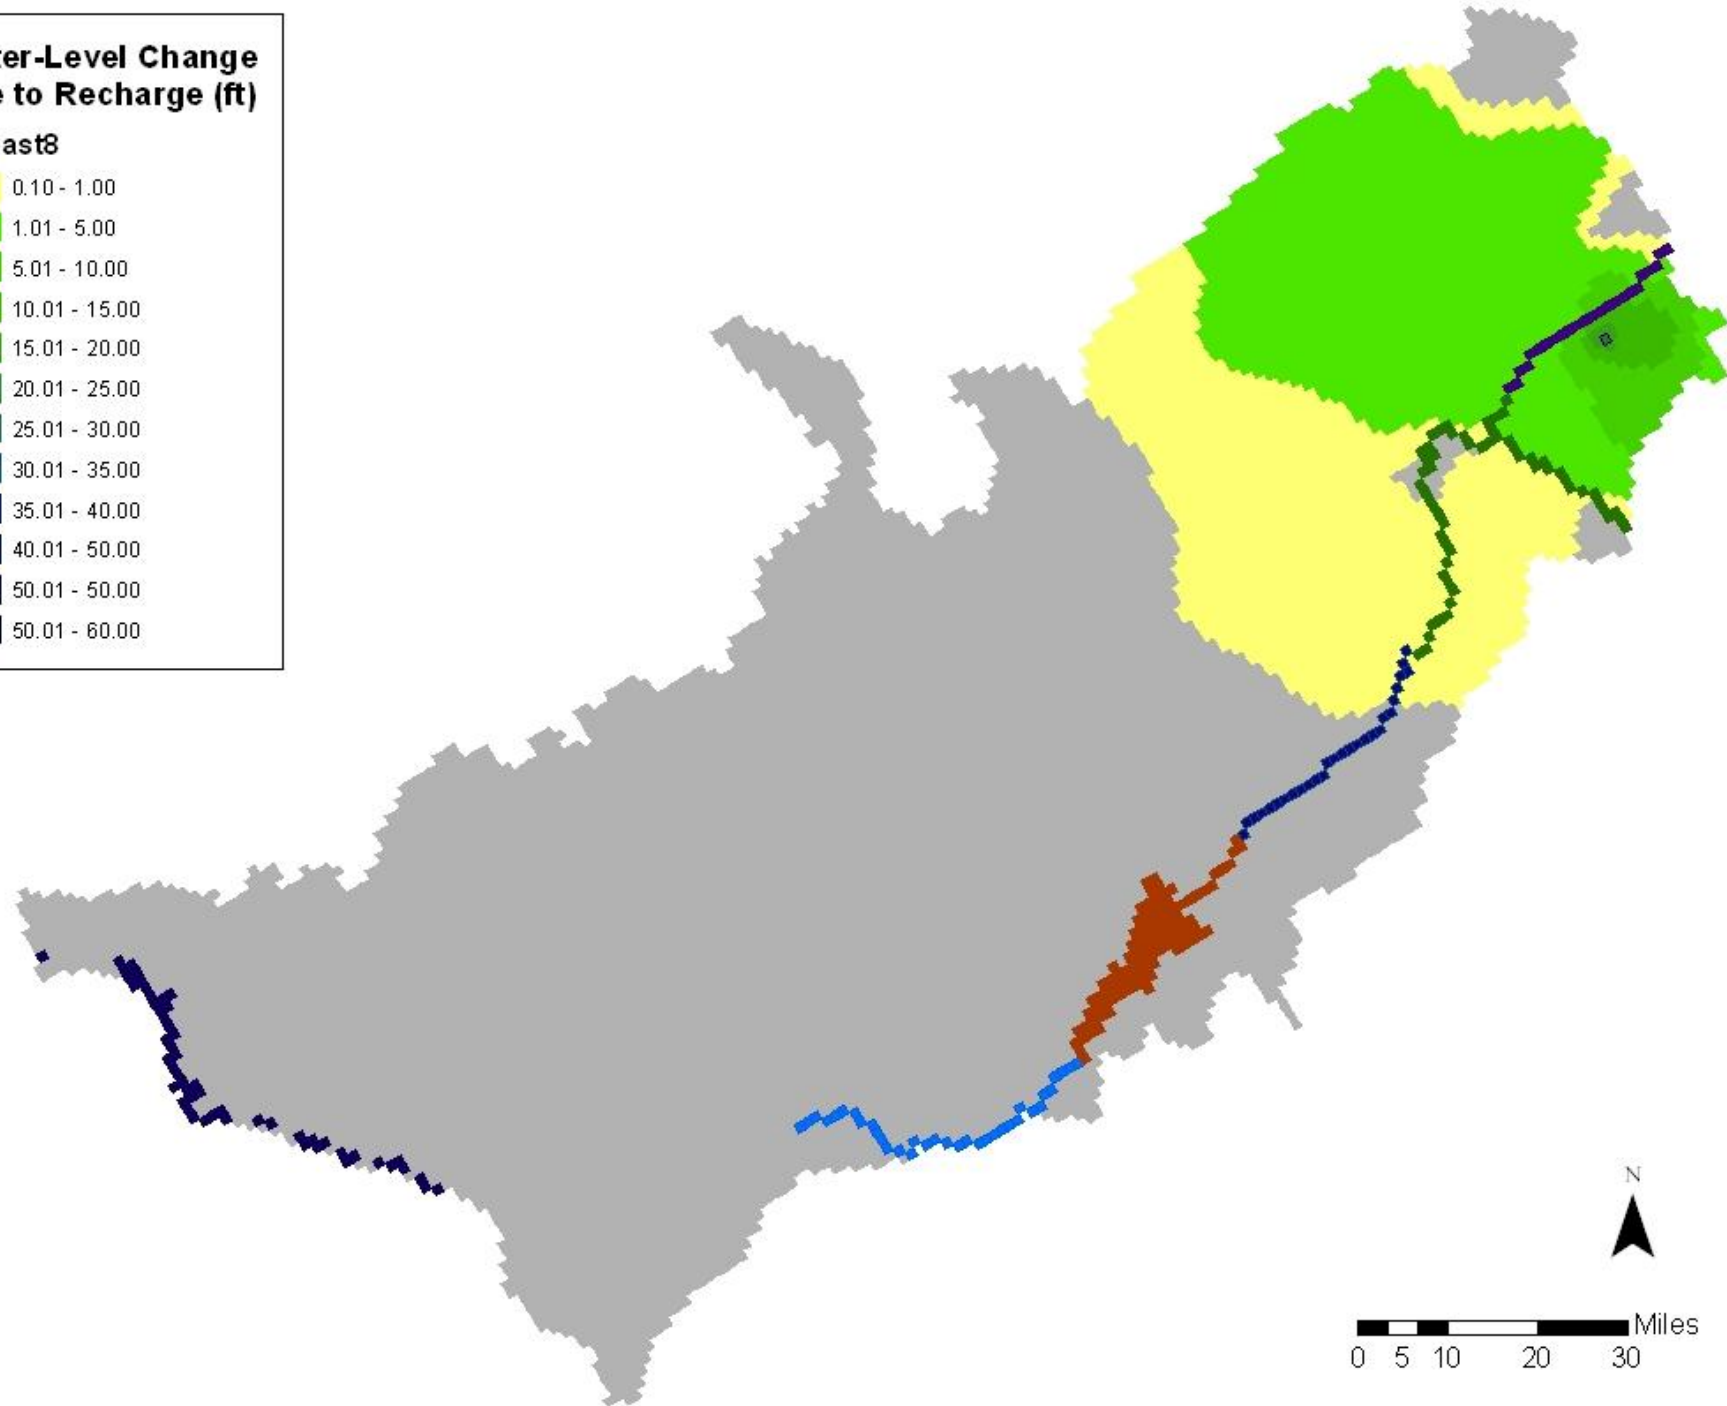 ter-Level Change
e to Recharge (ft)
ast8
0.10 - 1.00
1.01 - 5.00
5.01 - 10.00
10.01 - 15.00
15.01 - 20.00
20.01 - 25.00
25.01 - 30.00
30.01 - 35.00
35.01 - 40.00
40.01 - 50.00
50.01 - 50.00
50.01 - 60.00
N
Miles
0 5 10 20 30